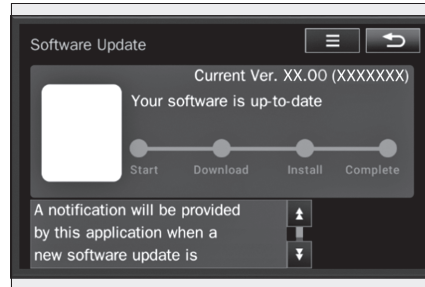 Software Update
Current Ver. XX.00 (XXXXXXX)
Your software is up-to-date
Start Download Install Complete
A notification will be provided
by this application when a
new software update is